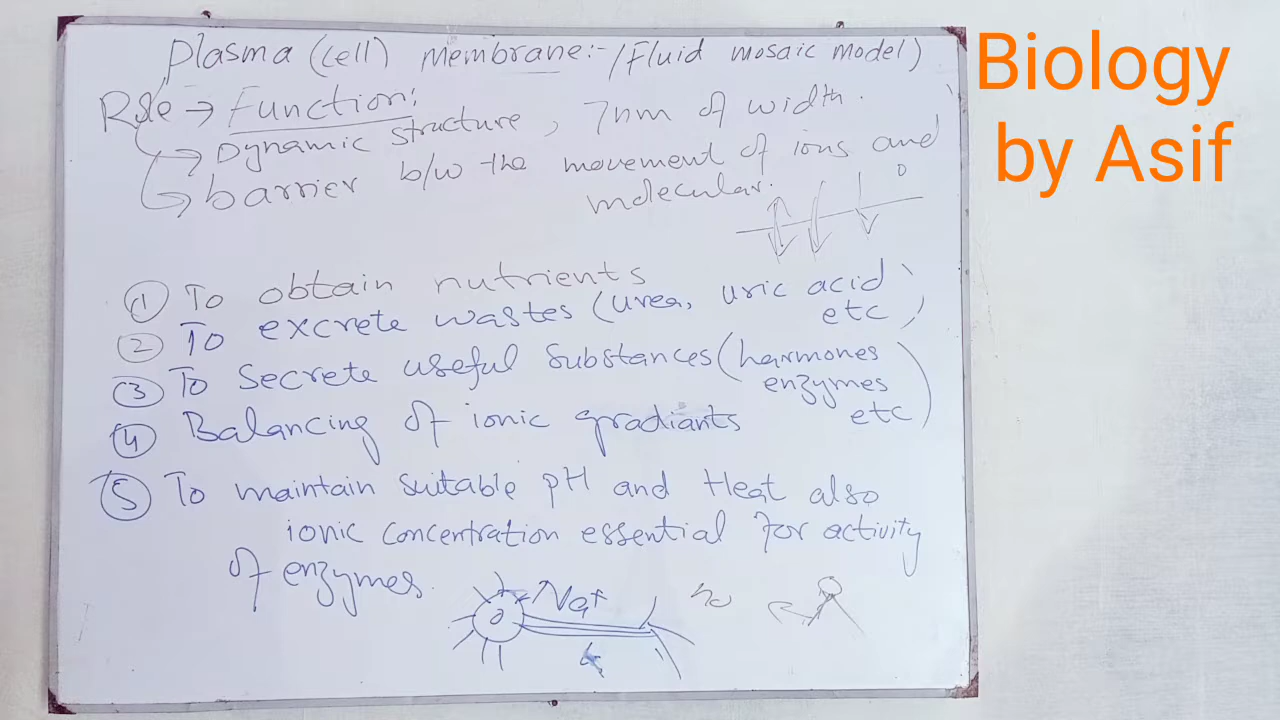 Plasma (cell) membrane:-/Fluid mosaic model)
Role → Function:
→ Dynamic structure, 7nm of width.
→ barrier b/w the movement of ions and
molecular.
① To obtain nutrients
② To excrete wastes (urea, uric acid
etc)
③ To secrete useful substances (harmones
enzymes
etc)
④ Balancing of ionic gradiants
⑤ To maintain suitable pH and Heat also
ionic concentration essential for activity
of enzymes.
Na+
Biology
by Asif